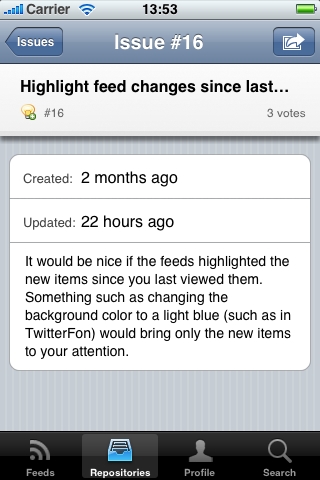 Carrier 13:53
Issues Issue #16
Highlight feed changes since last...
#16 3 votes
Created: 2 months ago
Updated: 22 hours ago
It would be nice if the feeds highlighted the
new items since you last viewed them.
Something such as changing the
background color to a light blue (such as in
TwitterFon) would bring only the new items
to your attention.
Feeds Repositories Profile Search